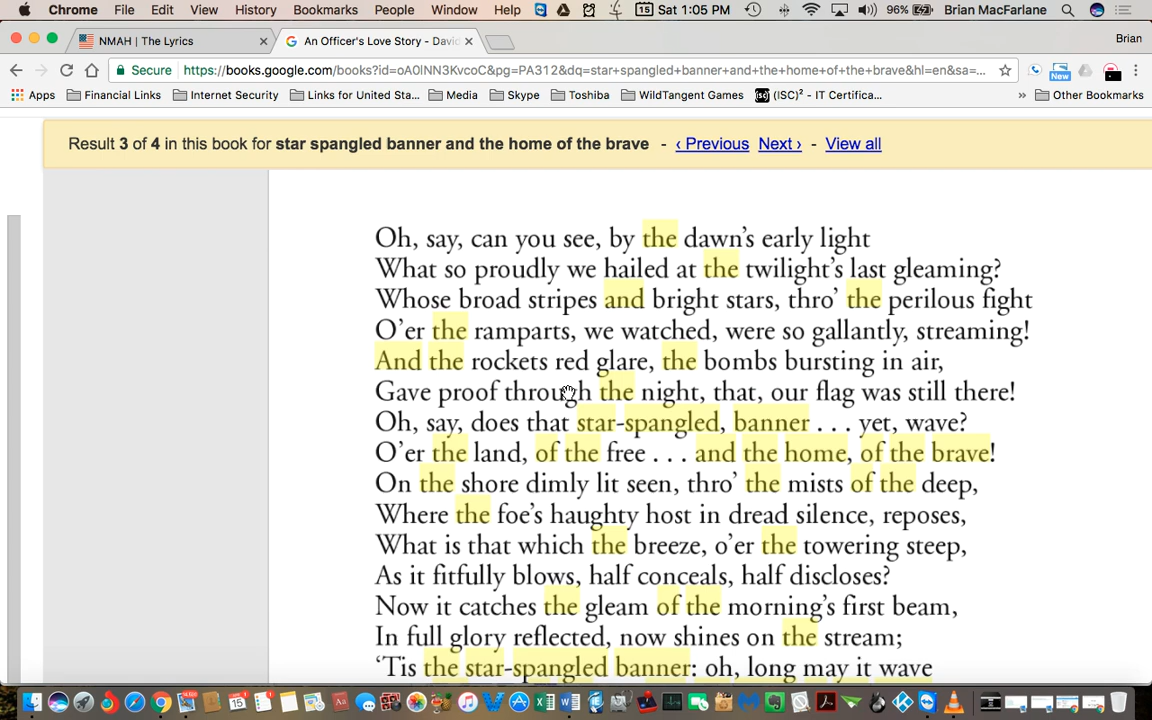 Chrome File Edit View History Bookmarks People Window Help Sat 1:05 PM 96% Brian MacFarlane
NMAH | The Lyrics An Officer's Love Story - David Brian
Secure https://books.google.com/books?id=oA0lNN3KvcoC&pg=PA312&dq=star+spangled+banner+and+the+home+of+the+brave&hl=en&sa=...
Apps Financial Links Internet Security Links for United Sta... Media Skype Toshiba WildTangent Games (ISC)² - IT Certifica... » Other Bookmarks
Result 3 of 4 in this book for star spangled banner and the home of the brave - ‹ Previous Next › - View all
Oh, say, can you see, by the dawn's early light
What so proudly we hailed at the twilight's last gleaming?
Whose broad stripes and bright stars, thro' the perilous fight
O'er the ramparts, we watched, were so gallantly, streaming!
And the rockets red glare, the bombs bursting in air,
Gave proof through the night, that, our flag was still there!
Oh, say, does that star-spangled, banner . . . yet, wave?
O'er the land, of the free . . . and the home, of the brave!
On the shore dimly lit seen, thro' the mists of the deep,
Where the foe's haughty host in dread silence, reposes,
What is that which the breeze, o'er the towering steep,
As it fitfully blows, half conceals, half discloses?
Now it catches the gleam of the morning's first beam,
In full glory reflected, now shines on the stream;
'Tis the star-spangled banner: oh, long may it wave